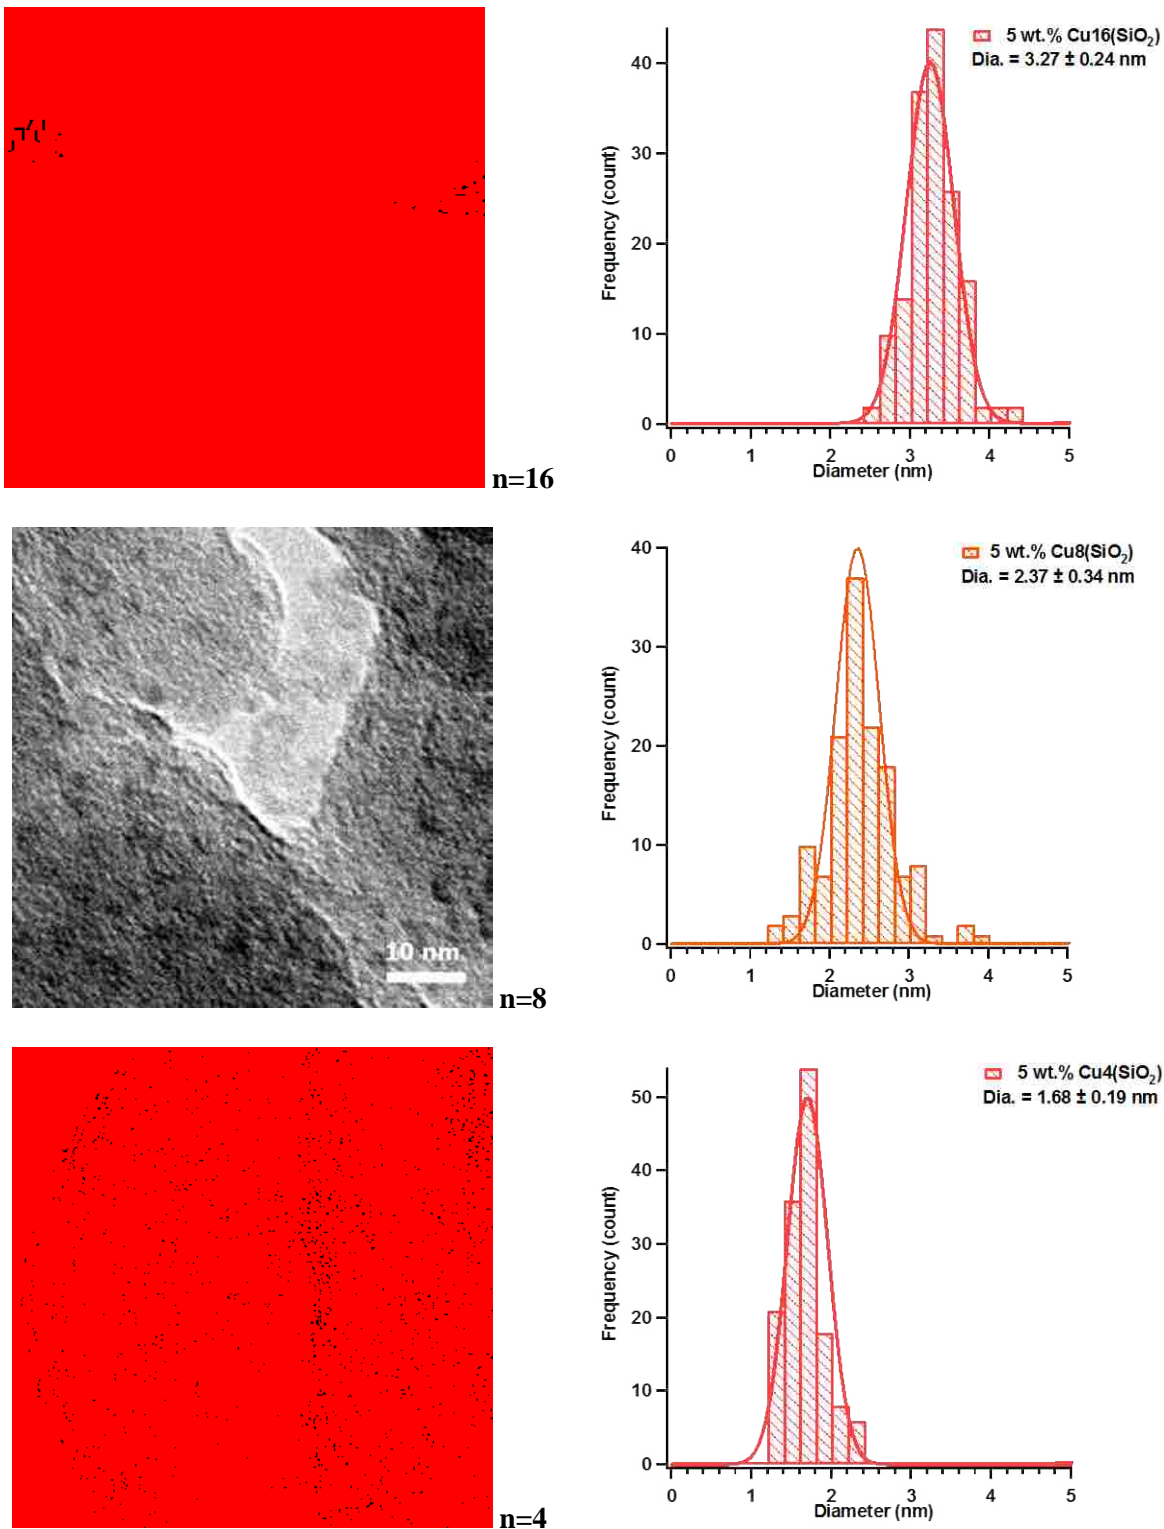 5 wt.% Cu16(SiO₂)
Dia. = 3.27 ± 0.24 nm
Frequency (count)
40
30
20
10
0
0 1 2 3 4 5
Diameter (nm)
n=16
5 wt.% Cu8(SiO₂)
Dia. = 2.37 ± 0.34 nm
Frequency (count)
40
30
20
10
0
0 1 2 3 4 5
Diameter (nm)
10 nm
n=8
5 wt.% Cu4(SiO₂)
Dia. = 1.68 ± 0.19 nm
Frequency (count)
50
40
30
20
10
0
0 1 2 3 4 5
Diameter (nm)
n=4